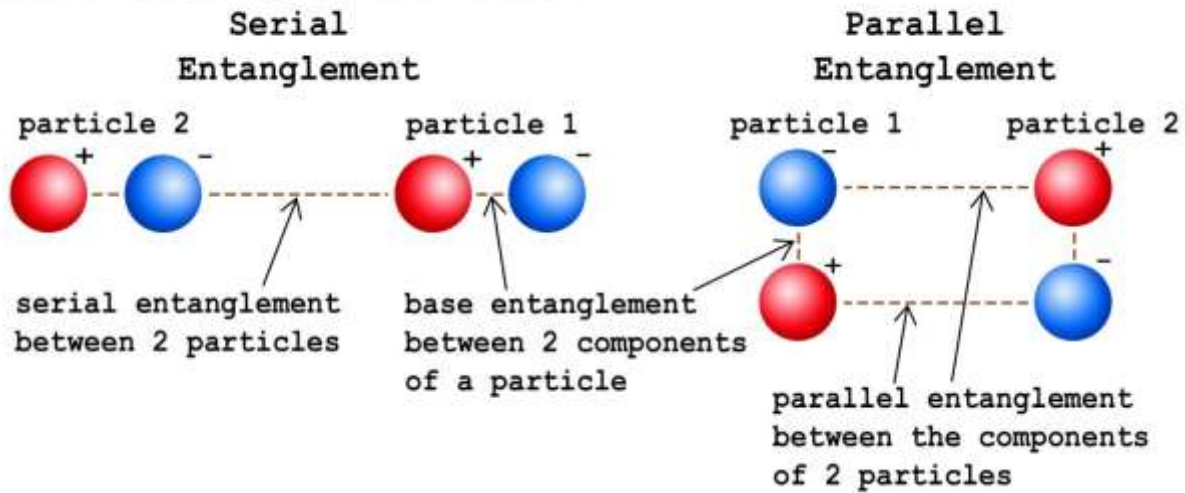 Serial
Entanglement
particle 2
particle 1
+
-
+
-
serial entanglement
between 2 particles
base entanglement
between 2 components
of a particle
Parallel
Entanglement
particle 1
particle 2
-
+
+
-
parallel entanglement
between the components
of 2 particles